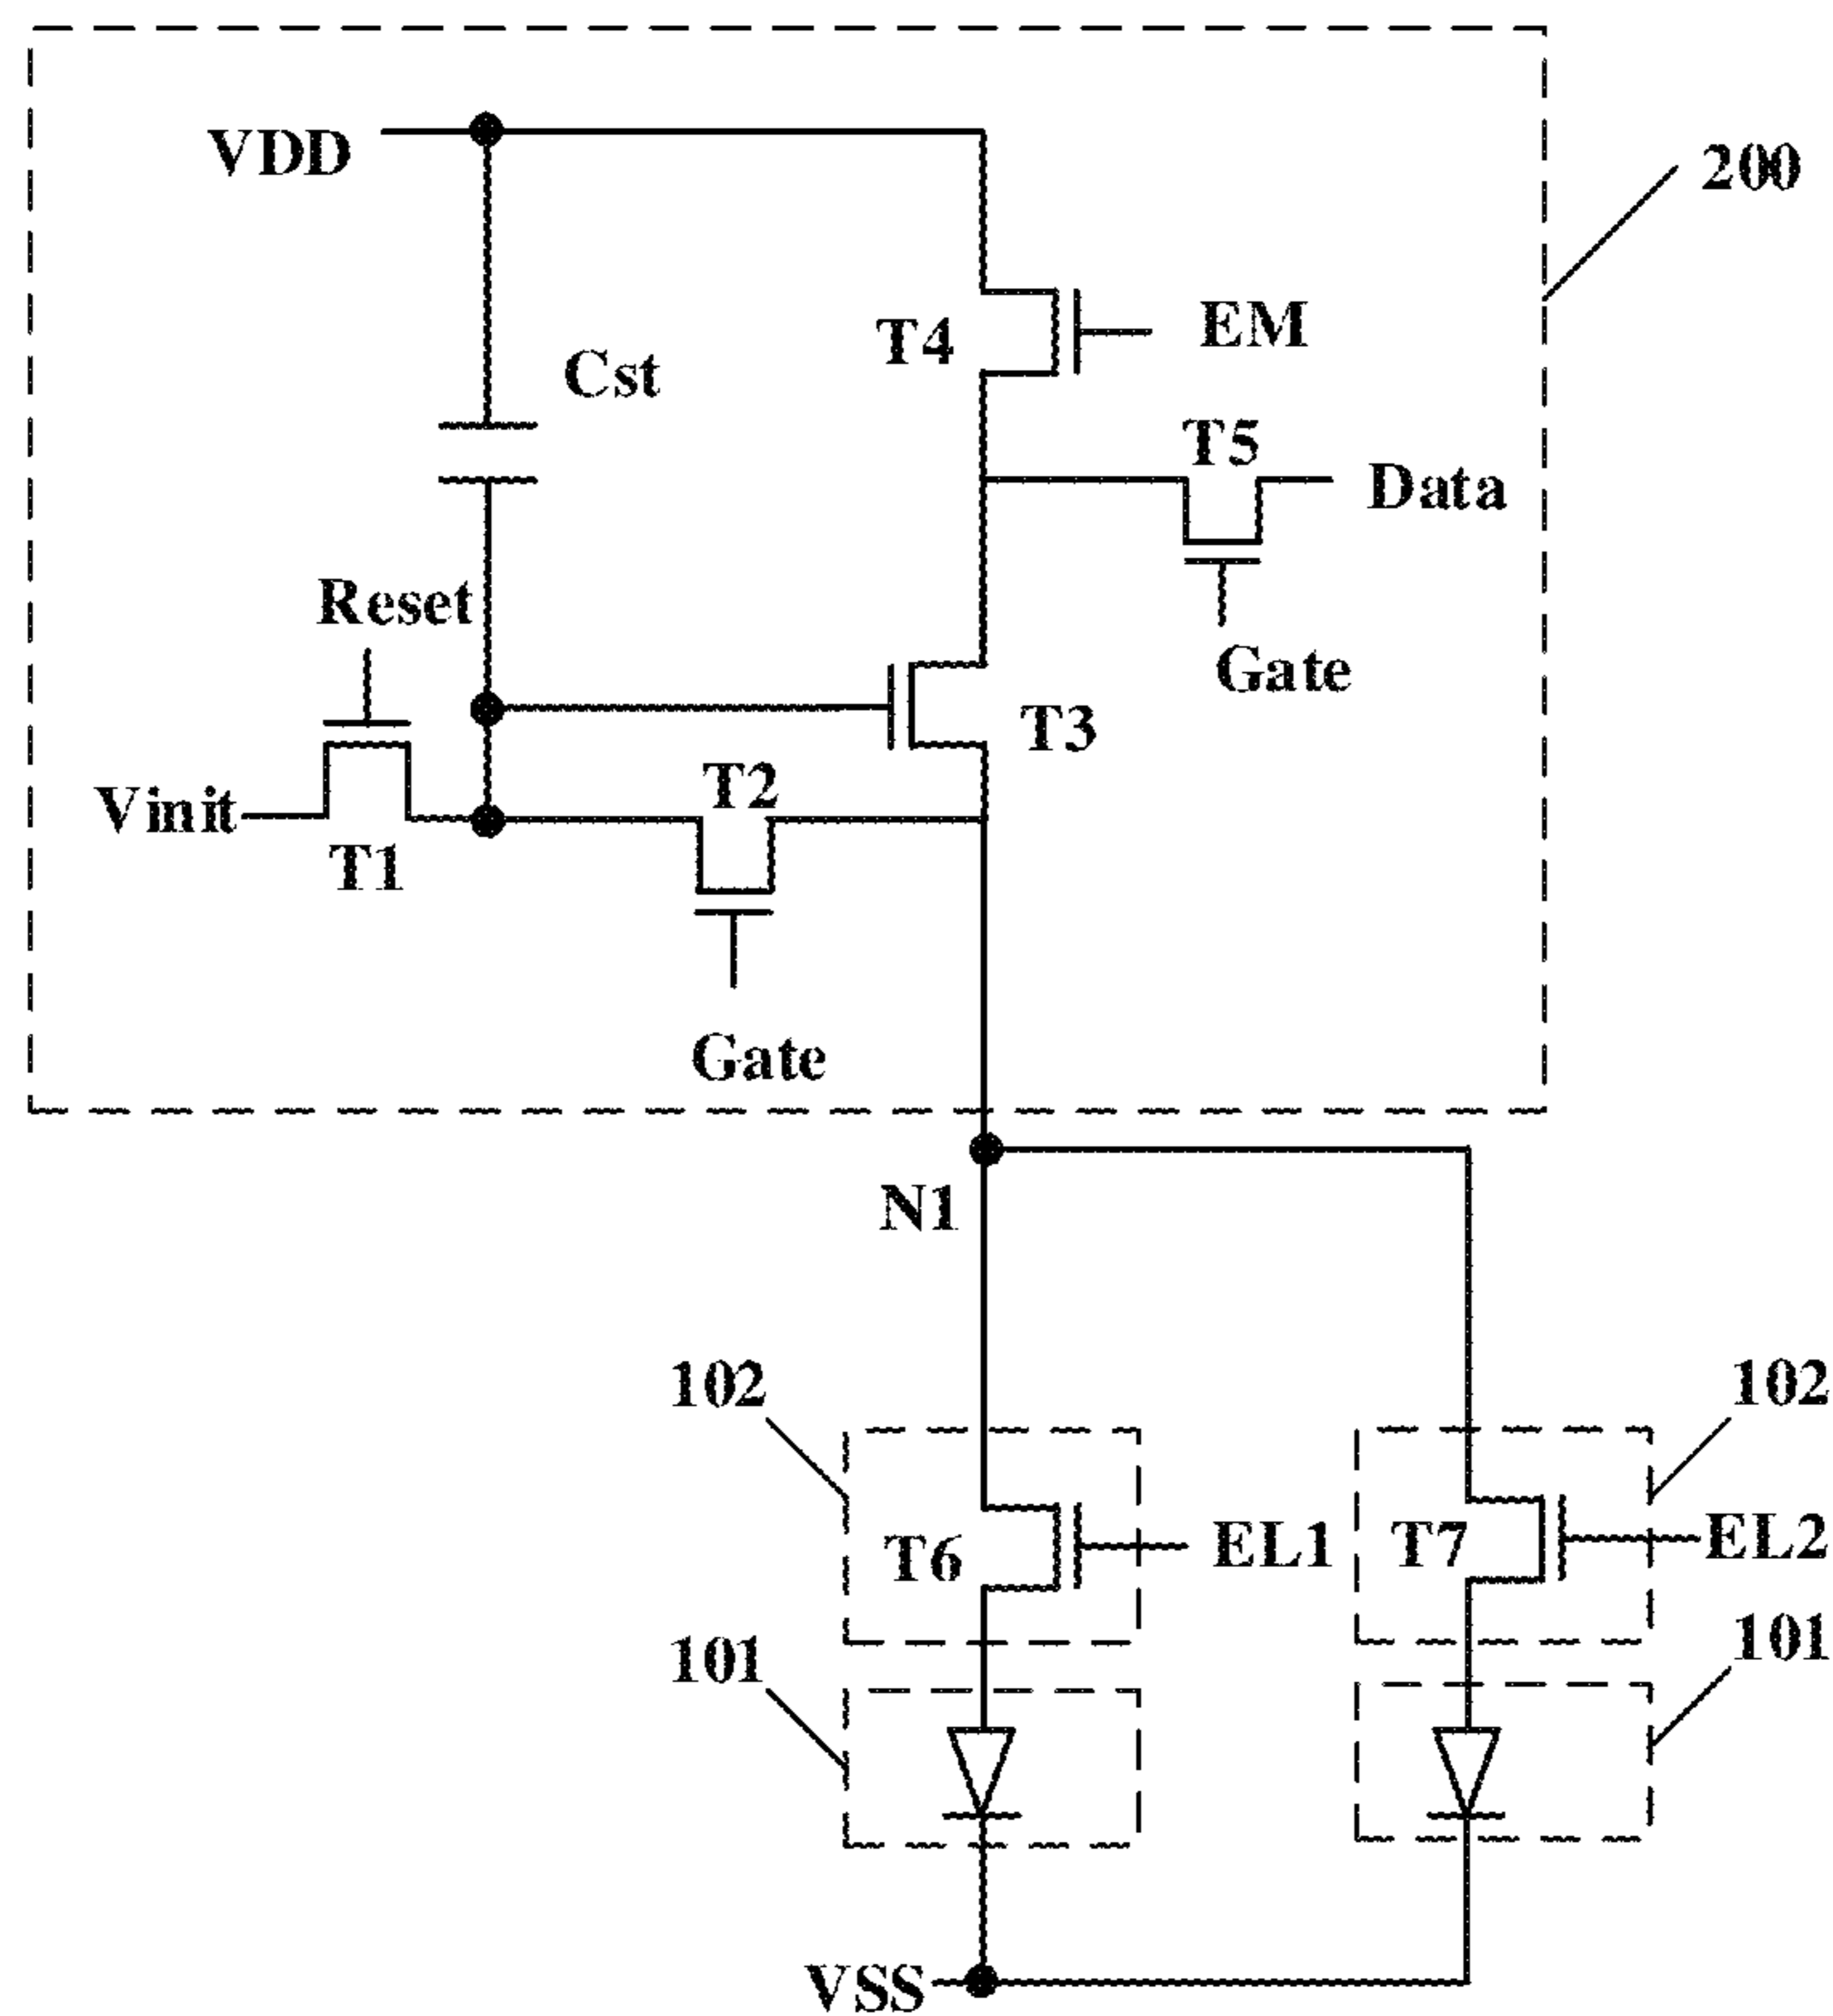 VDD
200
T4
EM
Cst
T5
Data
Reset
Gate
T3
T2
Vinit
T1
Gate
N1
102
102
T6
EL1
T7
EL2
101
101
VSS